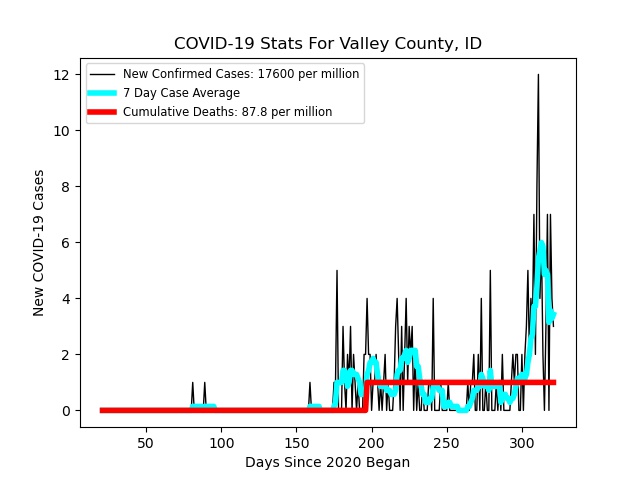 COVID-19 Stats For Valley County, ID
New Confirmed Cases: 17600 per million
7 Day Case Average
Cumulative Deaths: 87.8 per million
New COVID-19 Cases
12
10
8
6
4
2
0
50 100 150 200 250 300
Days Since 2020 Began